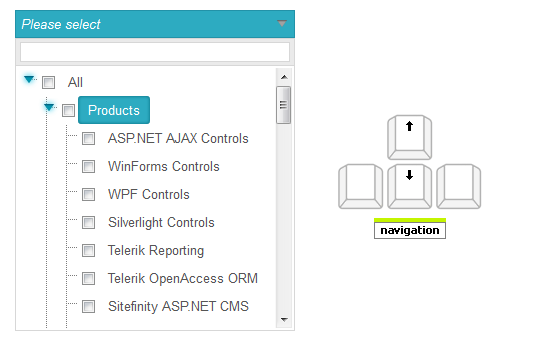 Please select
All
Products
ASP.NET AJAX Controls
WinForms Controls
WPF Controls
Silverlight Controls
Telerik Reporting
Telerik OpenAccess ORM
Sitefinity ASP.NET CMS
navigation